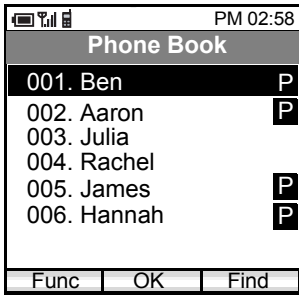 PM 02:58
Phone Book
001. Ben P
002. Aaron P
003. Julia
004. Rachel
005. James P
006. Hannah P
Func OK Find